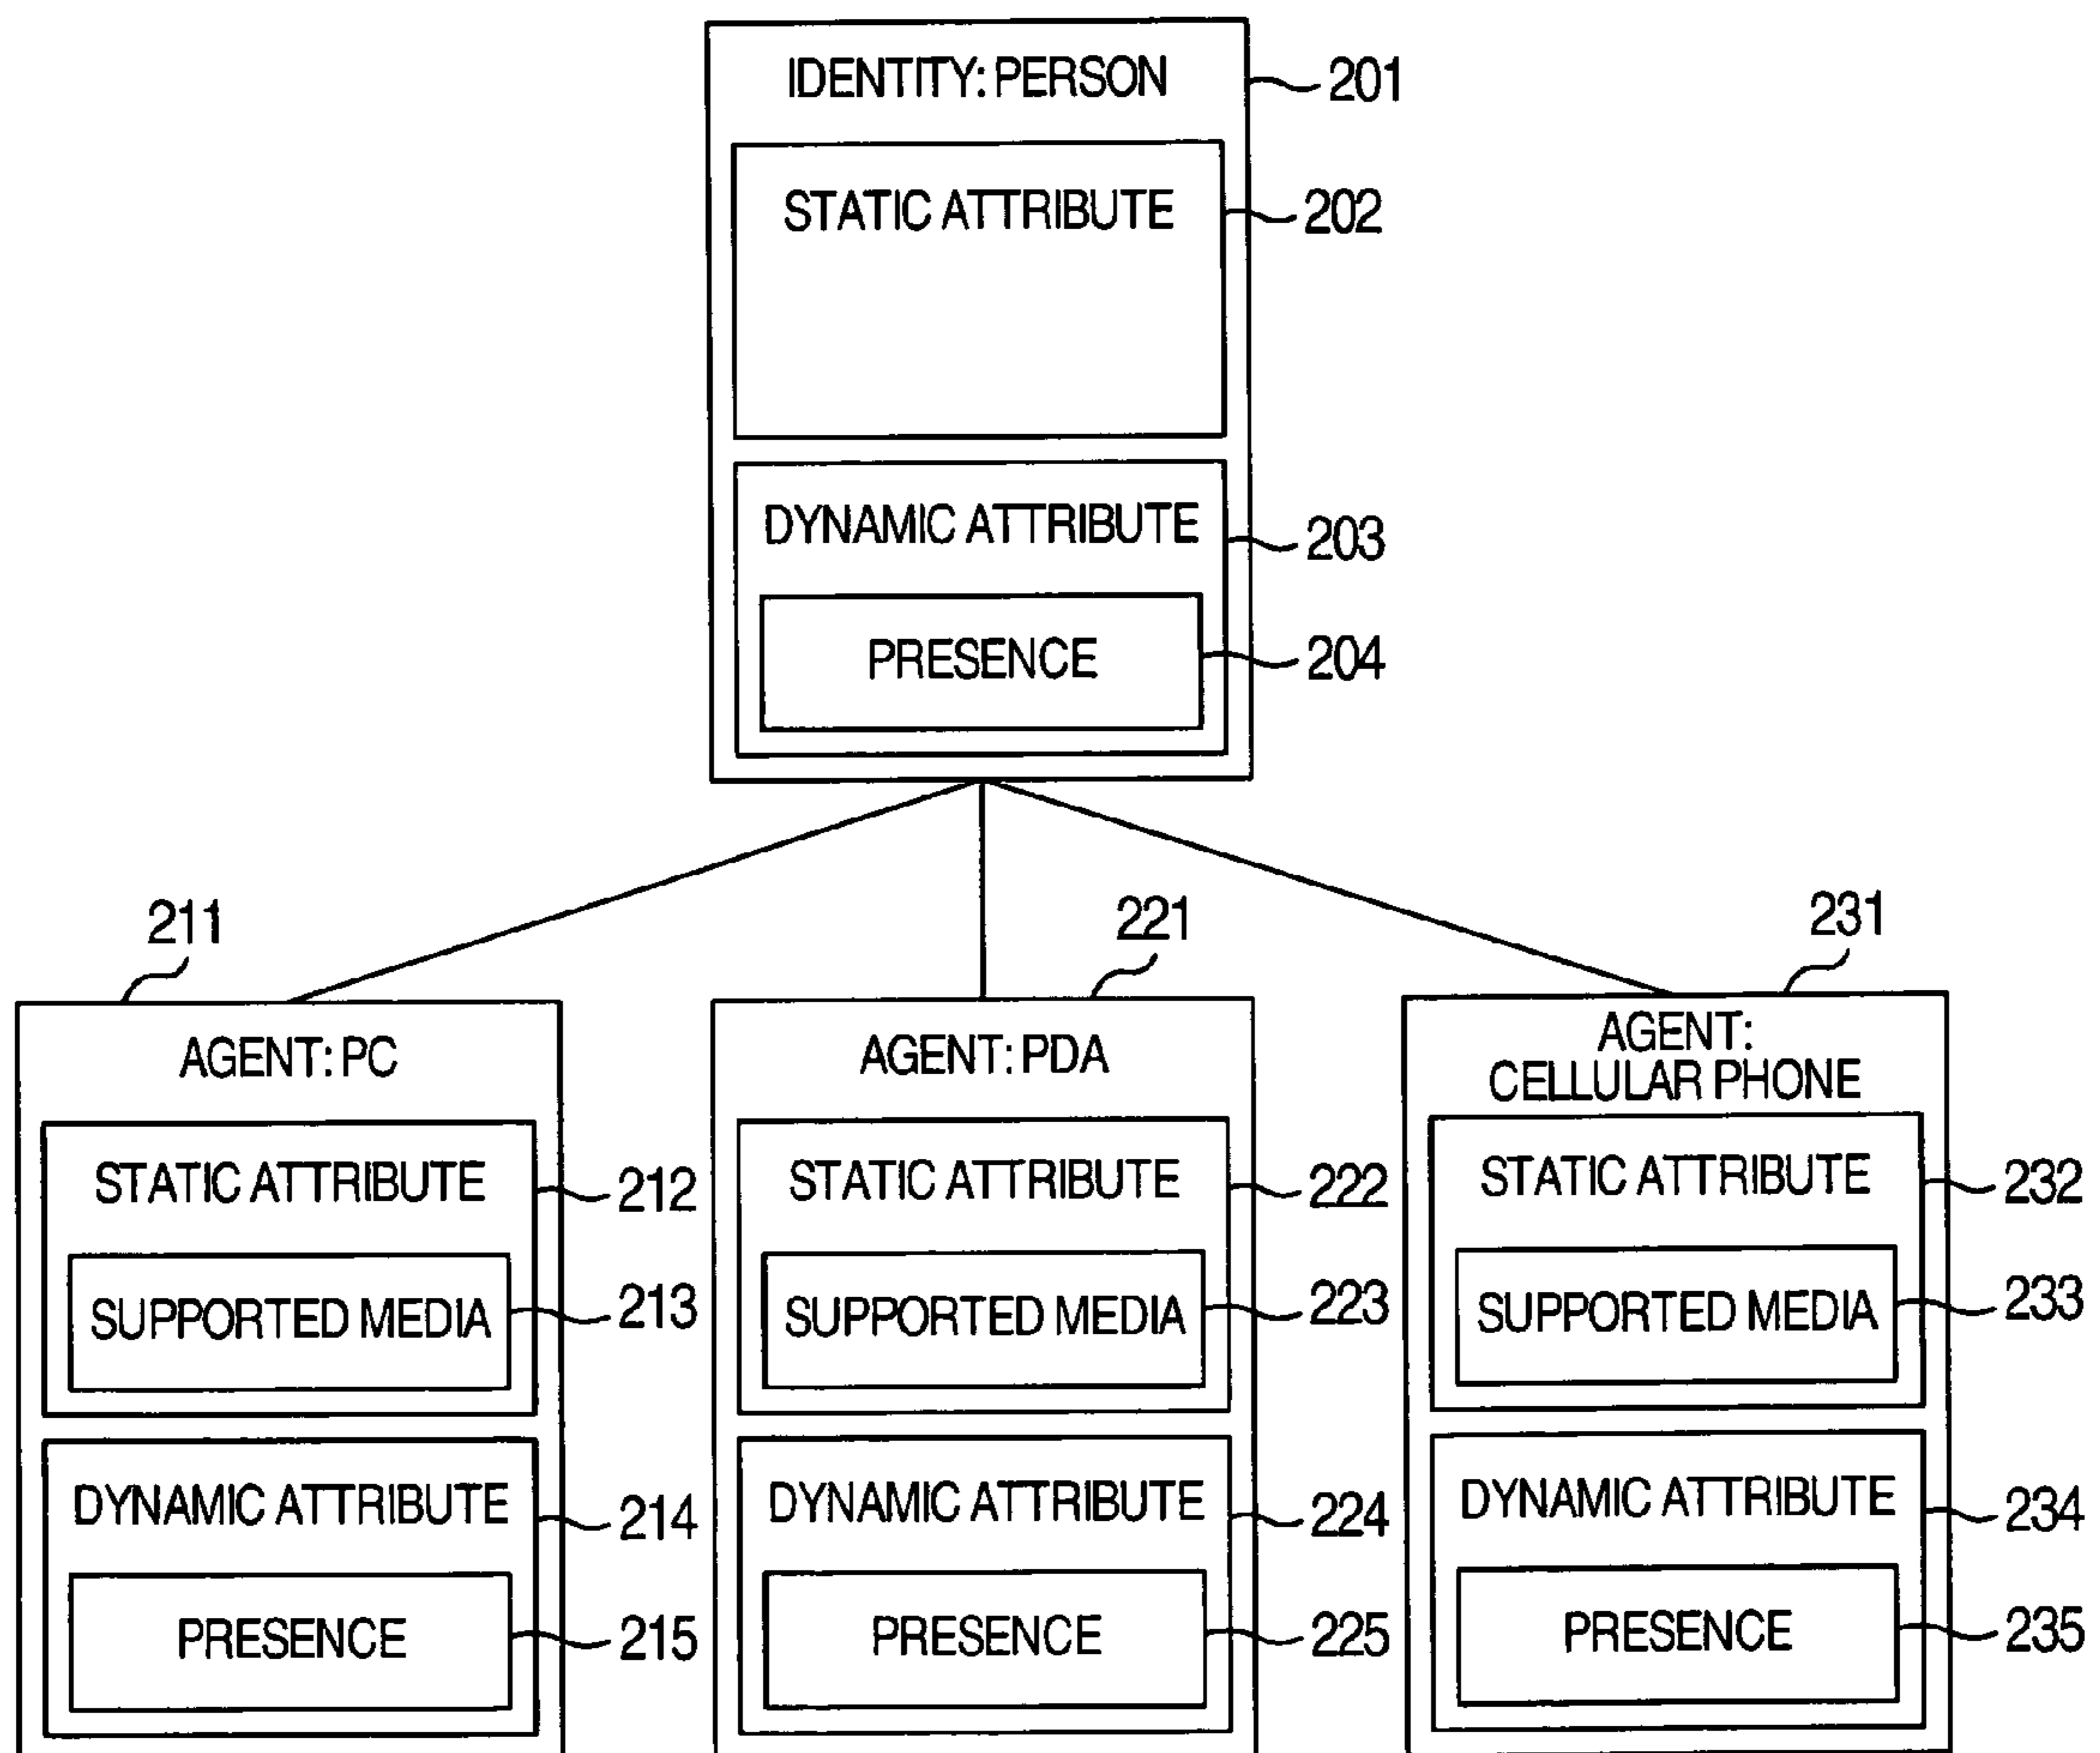 IDENTITY: PERSON
201
STATIC ATTRIBUTE
202
DYNAMIC ATTRIBUTE
203
PRESENCE
204
211
221
231
AGENT: PC
AGENT: PDA
AGENT:
CELLULAR PHONE
STATIC ATTRIBUTE
212
STATIC ATTRIBUTE
222
STATIC ATTRIBUTE
232
SUPPORTED MEDIA
213
SUPPORTED MEDIA
223
SUPPORTED MEDIA
233
DYNAMIC ATTRIBUTE
214
DYNAMIC ATTRIBUTE
224
DYNAMIC ATTRIBUTE
234
PRESENCE
215
PRESENCE
225
PRESENCE
235